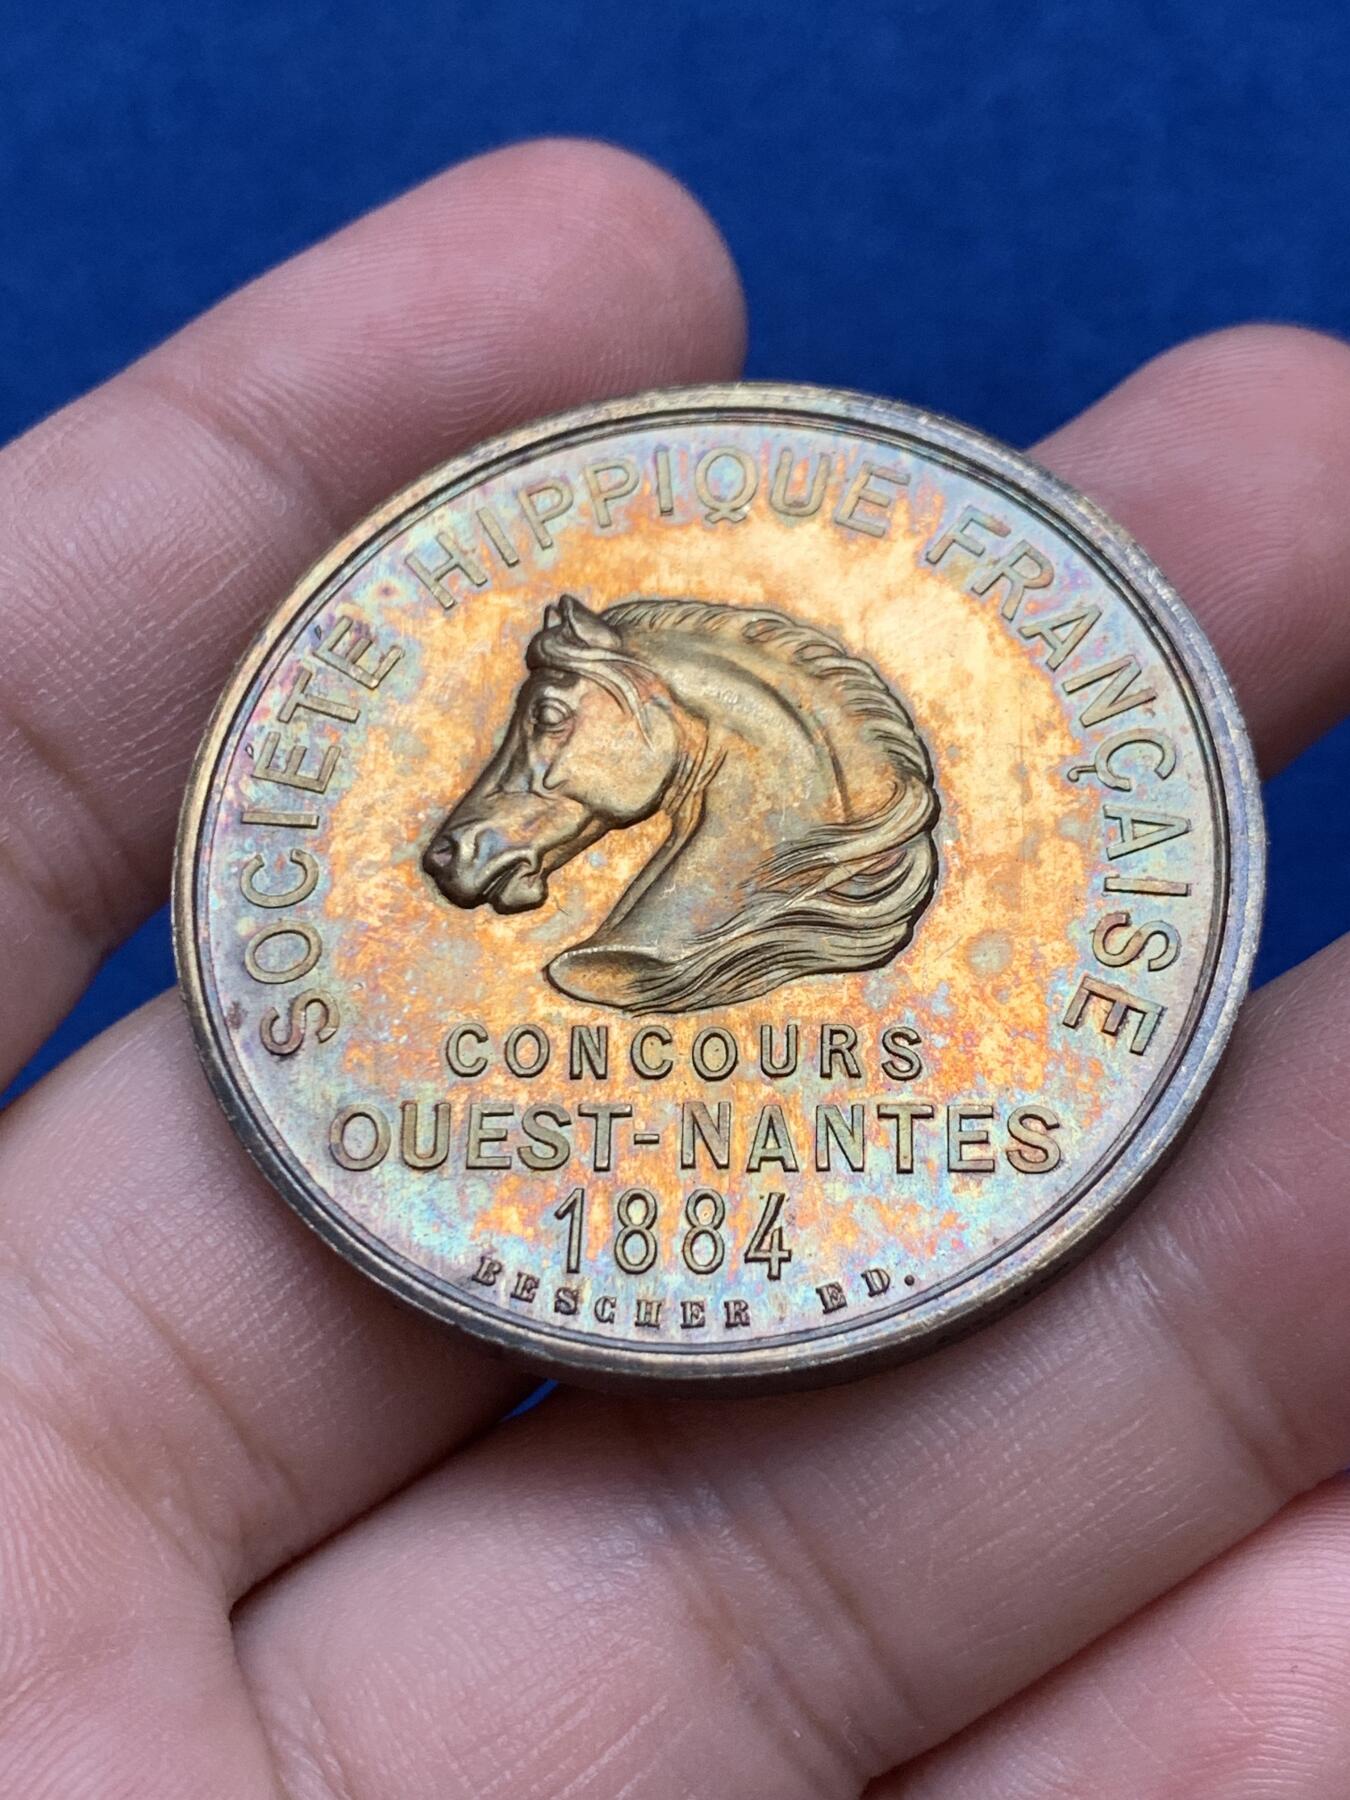 SOCIÉTÉ HIPPIQUE FRANÇAISE
CONCOURS
OUEST-NANTES
1884
BESCHER ED.